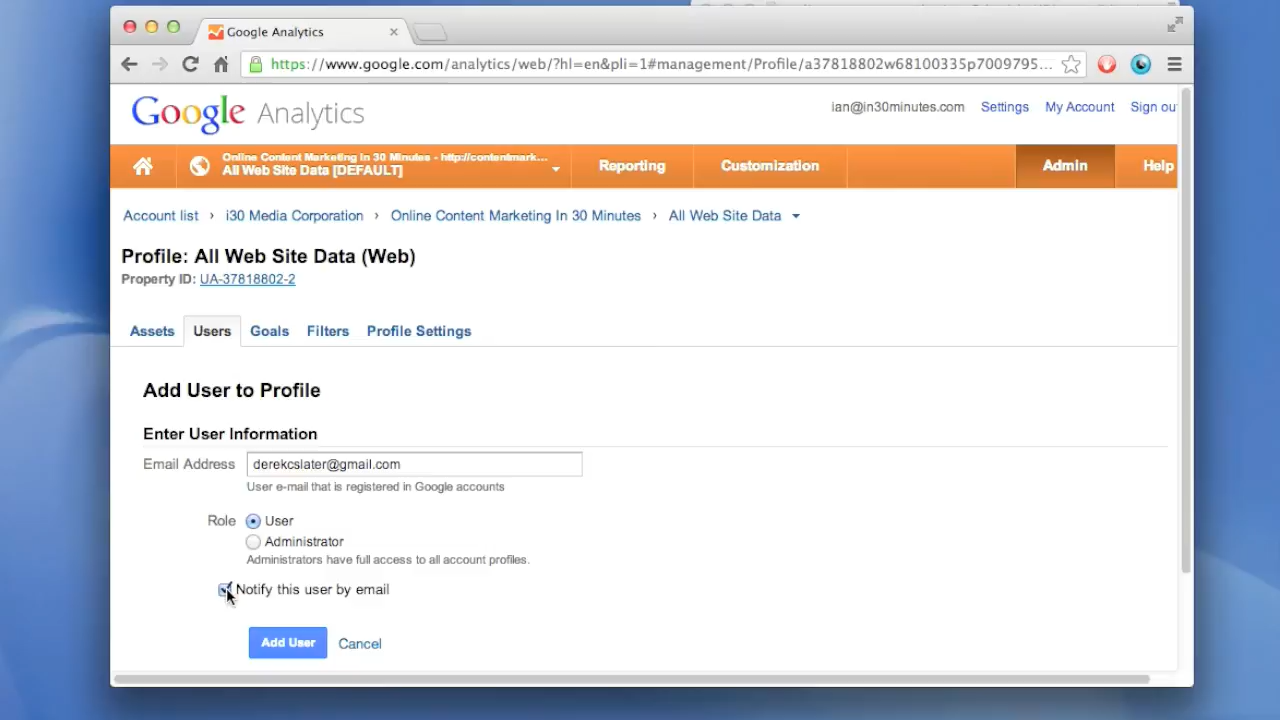 Google Analytics
https://www.google.com/analytics/web/?hl=en&pli=1#management/Profile/a37818802w68100335p7009795...
Google Analytics
ian@in30minutes.com Settings My Account Sign ou
Online Content Marketing In 30 Minutes - http://contentmark...
All Web Site Data [DEFAULT]
Reporting Customization Admin Help
Account list › i30 Media Corporation › Online Content Marketing In 30 Minutes › All Web Site Data
Profile: All Web Site Data (Web)
Property ID: UA-37818802-2
Assets Users Goals Filters Profile Settings
Add User to Profile
Enter User Information
Email Address derekcslater@gmail.com
User e-mail that is registered in Google accounts
Role User
Administrator
Administrators have full access to all account profiles.
Notify this user by email
Add User Cancel